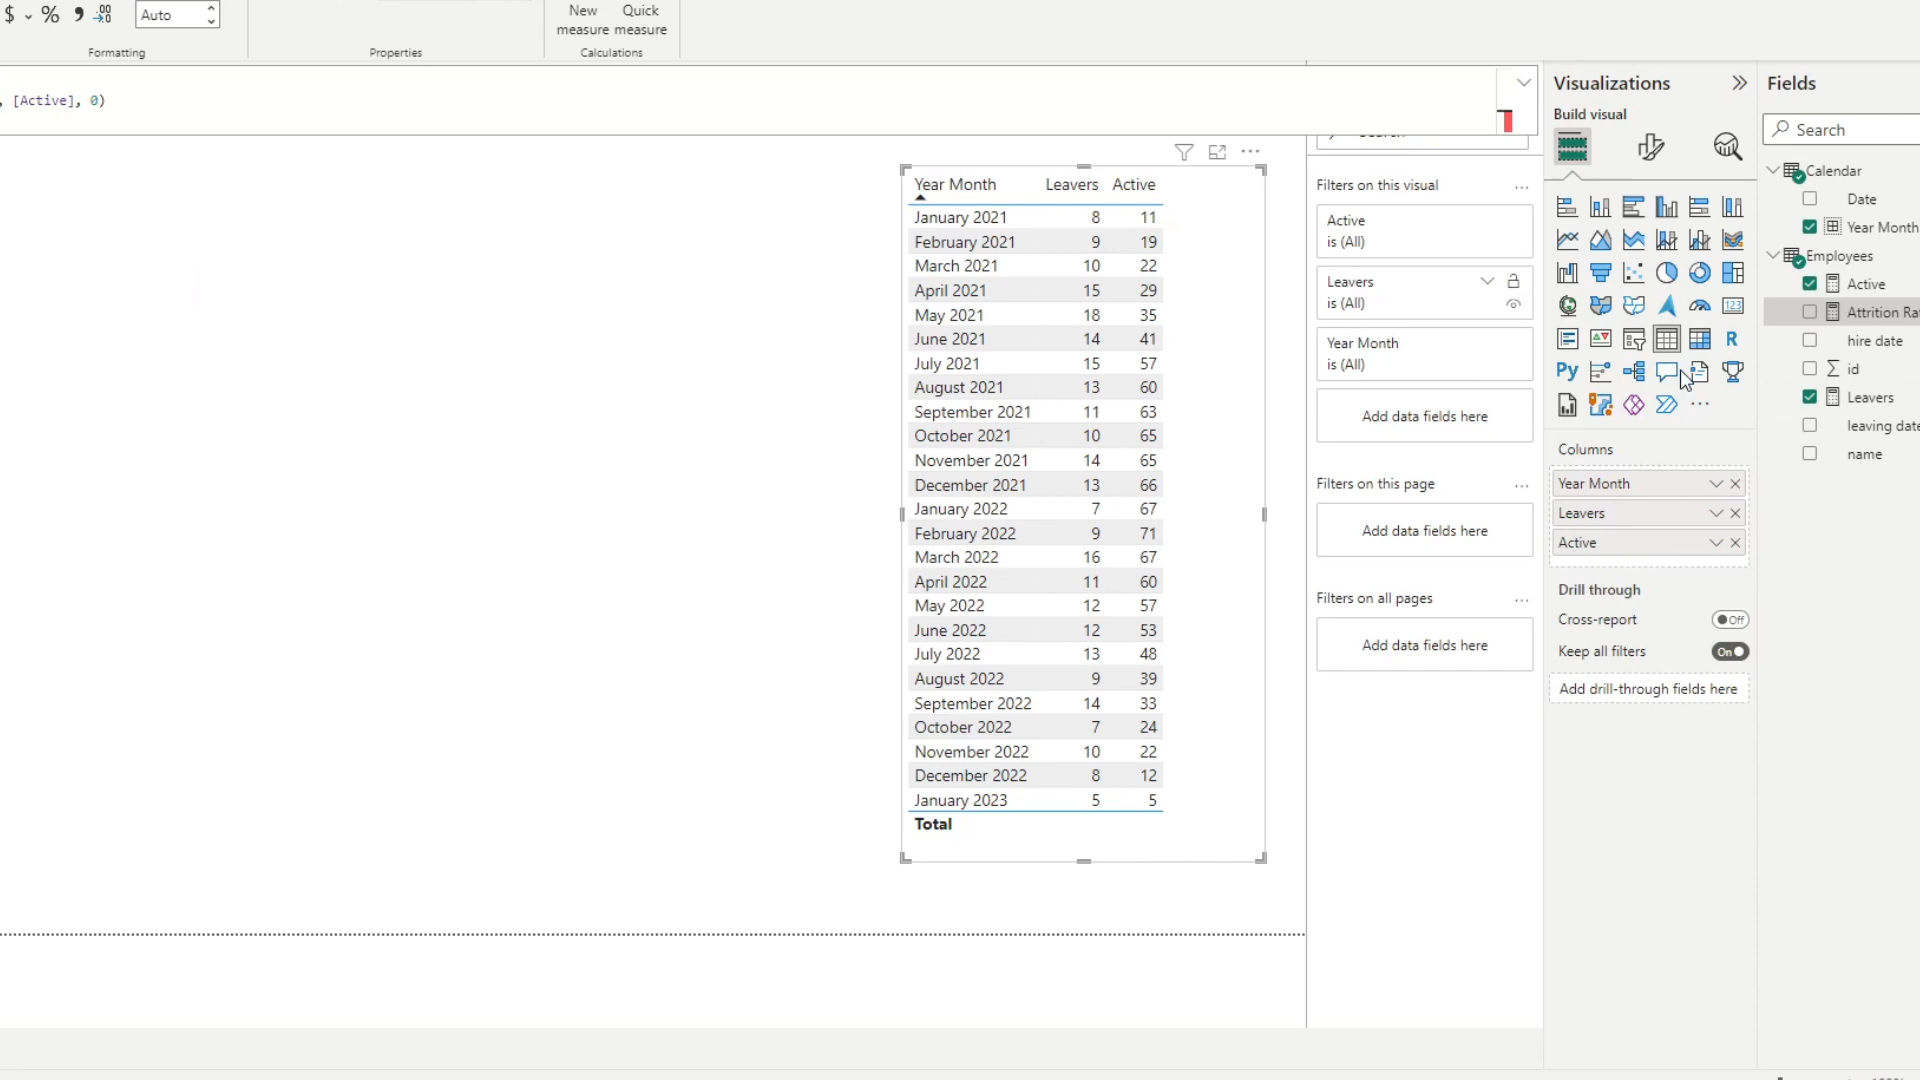 $ % , .00 Auto
New Quick
measure measure
Formatting Properties Calculations
, [Active], 0)
Year Month Leavers Active
January 2021 8 11
February 2021 9 19
March 2021 10 22
April 2021 15 29
May 2021 18 35
June 2021 14 41
July 2021 15 57
August 2021 13 60
September 2021 11 63
October 2021 10 65
November 2021 14 65
December 2021 13 66
January 2022 7 67
February 2022 9 71
March 2022 16 67
April 2022 11 60
May 2022 12 57
June 2022 12 53
July 2022 13 48
August 2022 9 39
September 2022 14 33
October 2022 7 24
November 2022 10 22
December 2022 8 12
January 2023 5 5
Total
Filters on this visual ...
Active
is (All)
Leavers
is (All)
Year Month
is (All)
Add data fields here
Filters on this page ...
Add data fields here
Filters on all pages ...
Add data fields here
Visualizations
Build visual
123
R
Py
...
Columns
Year Month
Leavers
Active
Drill through
Cross-report Off
Keep all filters On
Add drill-through fields here
Fields
Search
Calendar
Date
Year Month
Employees
Active
Attrition Ra
hire date
Σ id
Leavers
leaving date
name